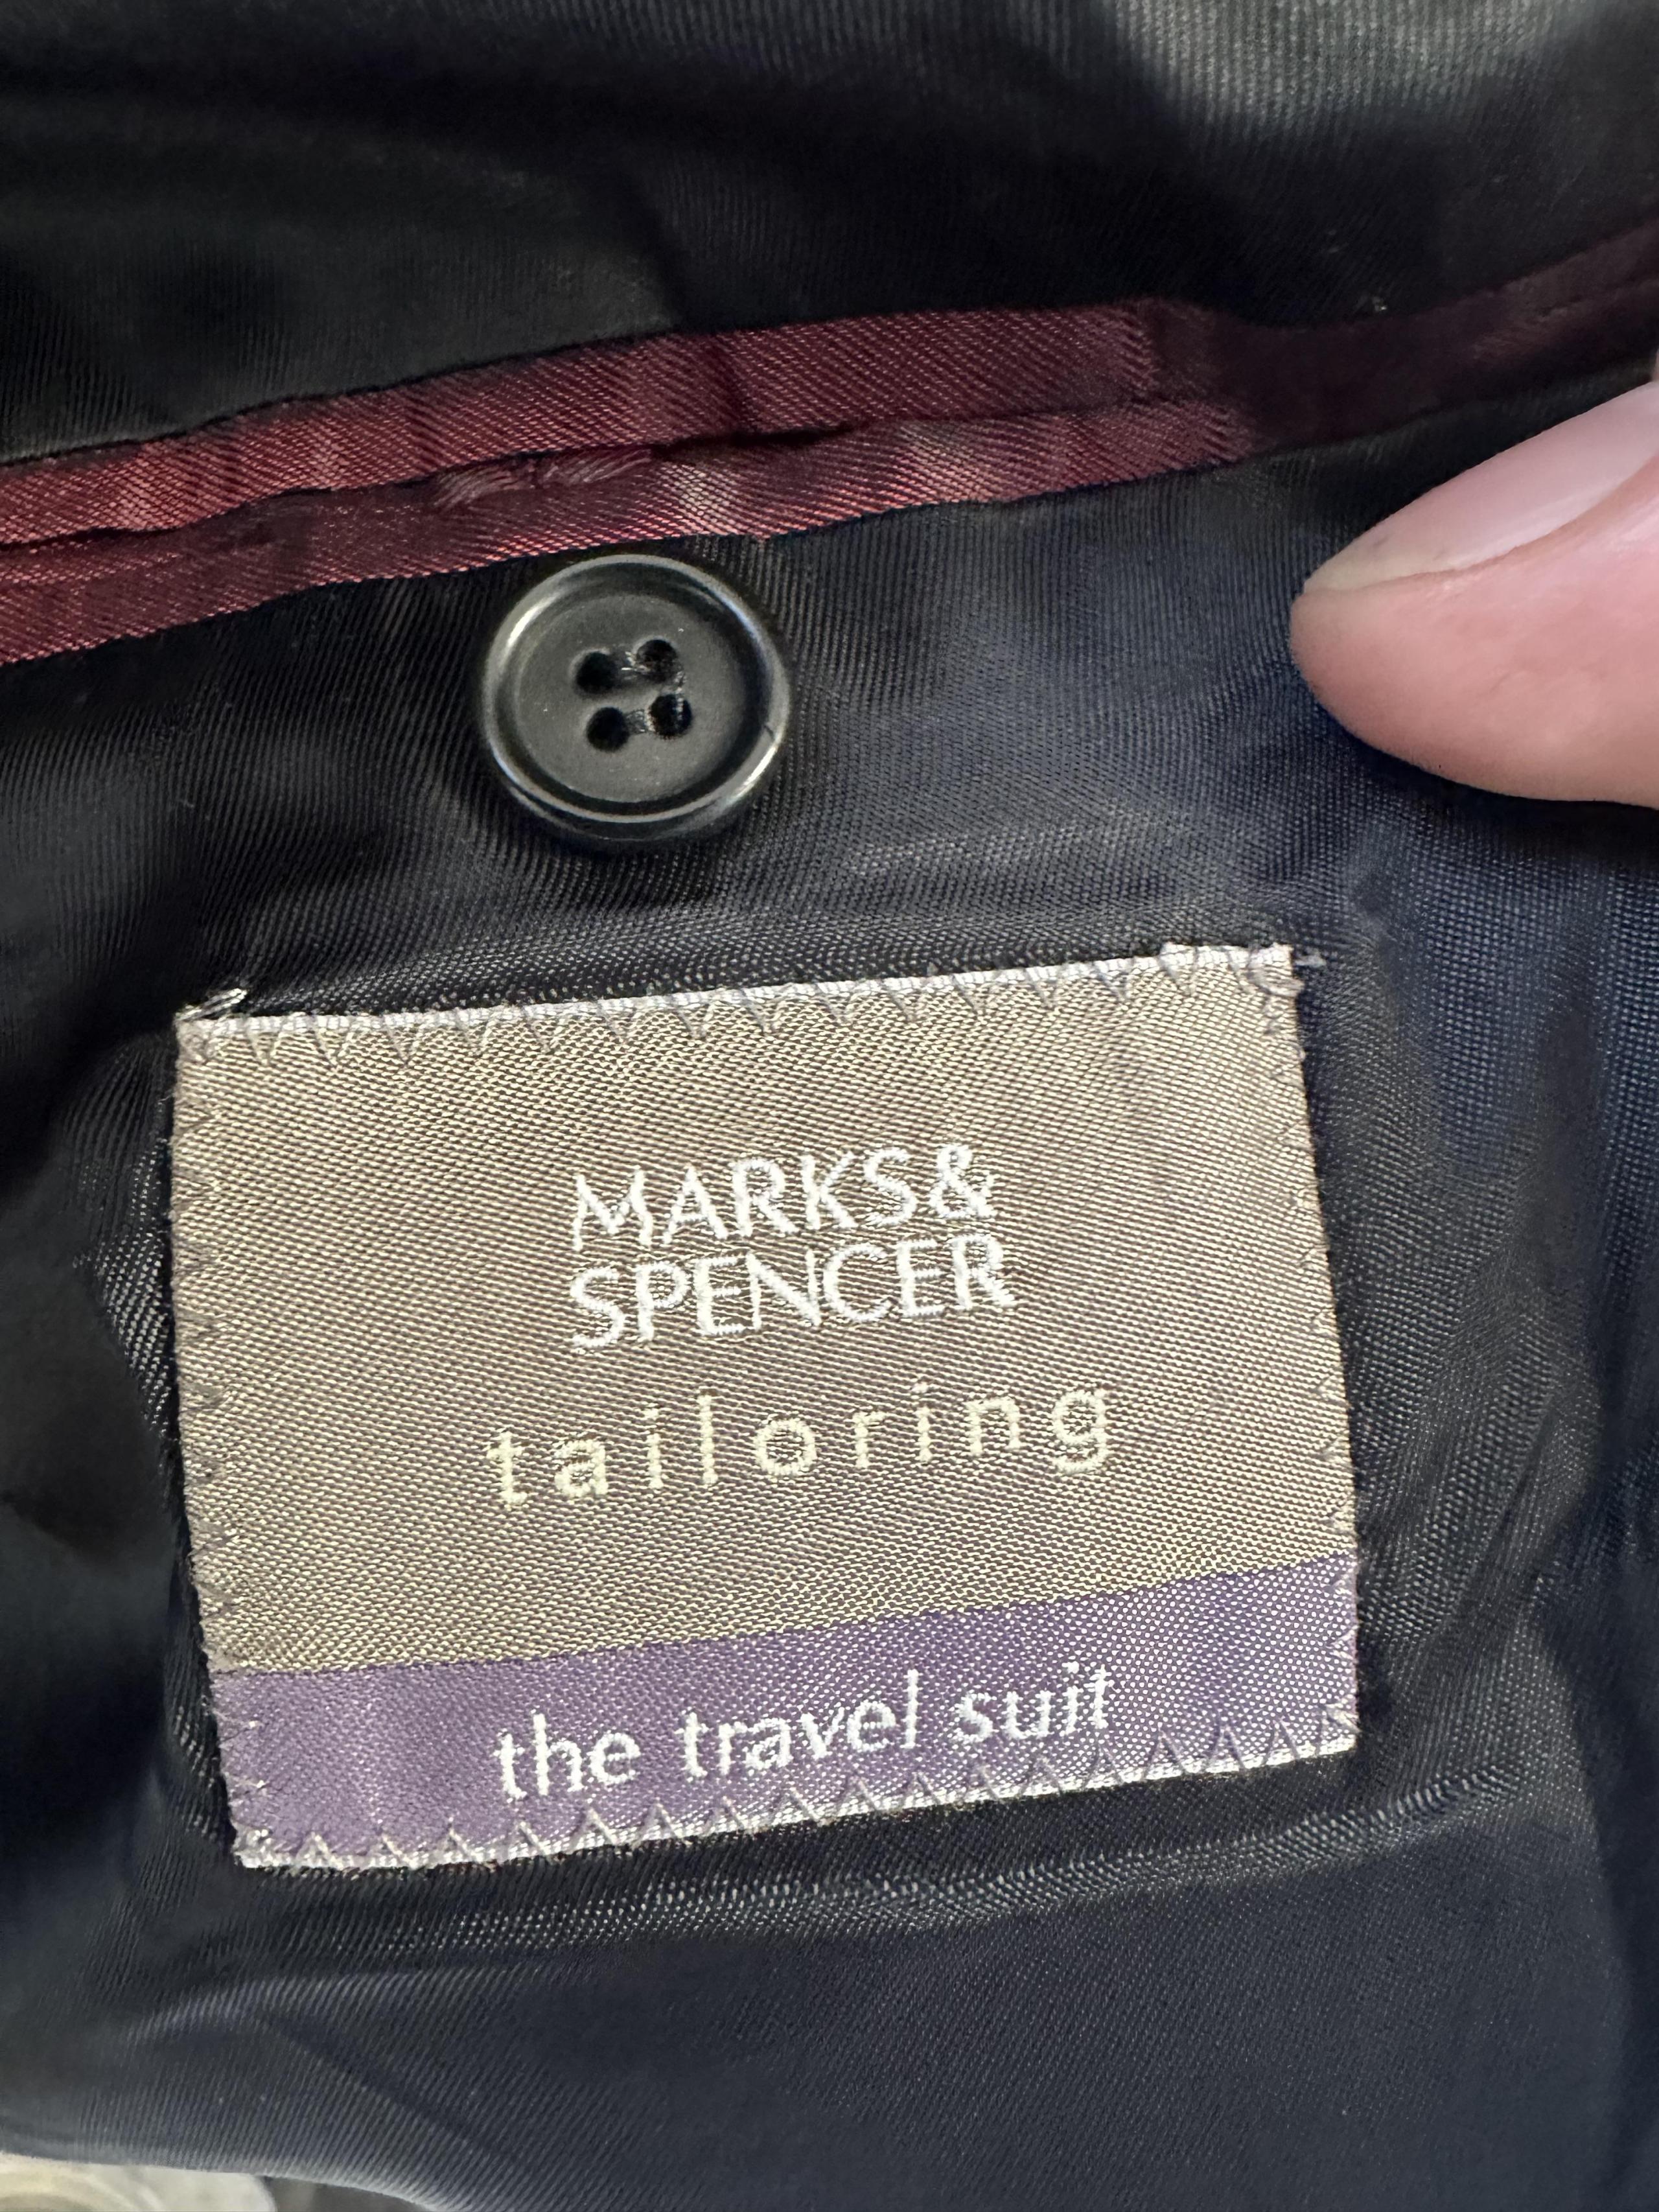 MARKS&
SPENCER
tailoring
the travel suit